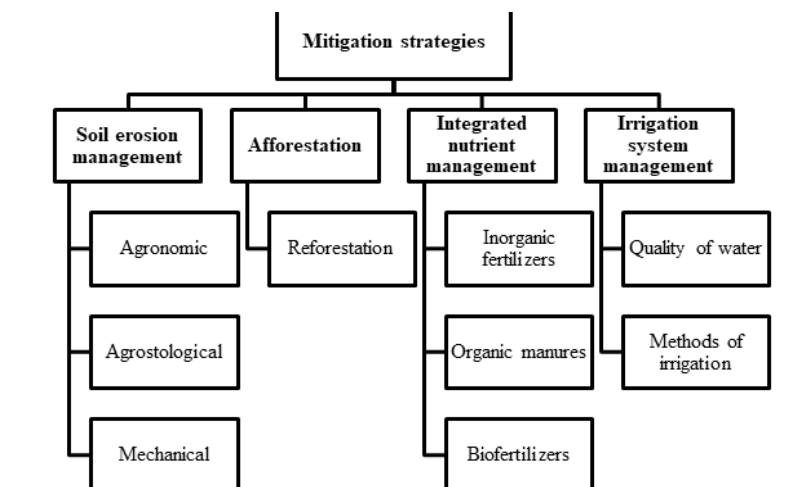 Mitigation strategies
Soil erosion
management
Afforestation
Integrated
nutrient
management
Irrigation
system
management
Agronomic
Reforestation
Inorganic
fertilizers
Quality of water
Agrostological
Organic manures
Methods of
irrigation
Mechanical
Biofertilizers